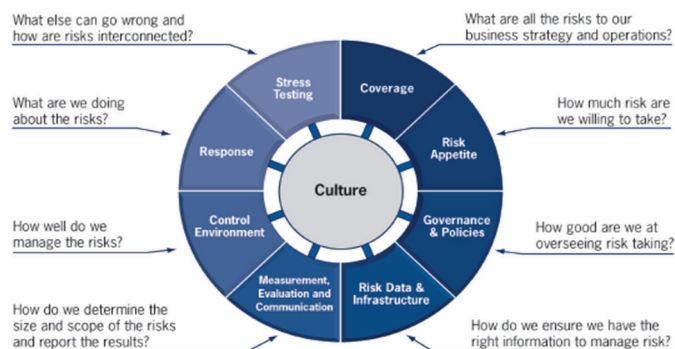 What else can go wrong and
how are risks interconnected?
What are all the risks to our
business strategy and operations?
Stress
Testing
Coverage
What are we doing
about the risks?
How much risk are
we willing to take?
Response
Risk
Appetite
Culture
Control
Environment
Governance
& Policies
How well do we
manage the risks?
How good are we at
overseeing risk taking?
Measurement,
Evaluation and
Communication
Risk Data &
Infrastructure
How do we determine the
size and scope of the risks
and report the results?
How do we ensure we have the
right information to manage risk?